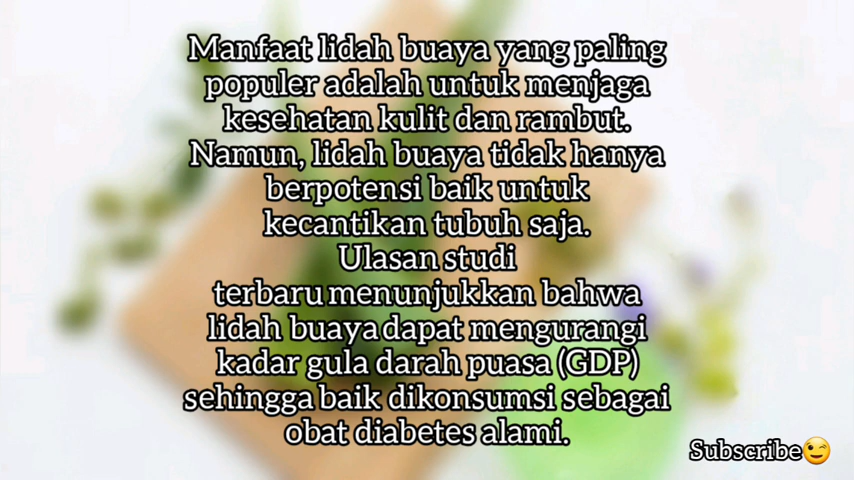 Manfaat lidah buaya yang paling
populer adalah untuk menjaga
kesehatan kulit dan rambut.
Namun, lidah buaya tidak hanya
berpotensi baik untuk
kecantikan tubuh saja.
Ulasan studi
terbaru menunjukkan bahwa
lidah buaya dapat mengurangi
kadar gula darah puasa (GDP)
sehingga baik dikonsumsi sebagai
obat diabetes alami.
Subscribe😉